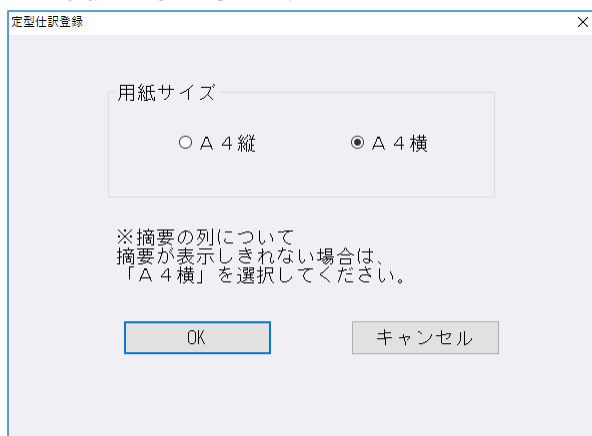 定型仕訳登録
用紙サイズ
A4縦
A4横
※摘要の列について
摘要が表示しきれない場合は、
「A4横」を選択してください。
OK
キャンセル